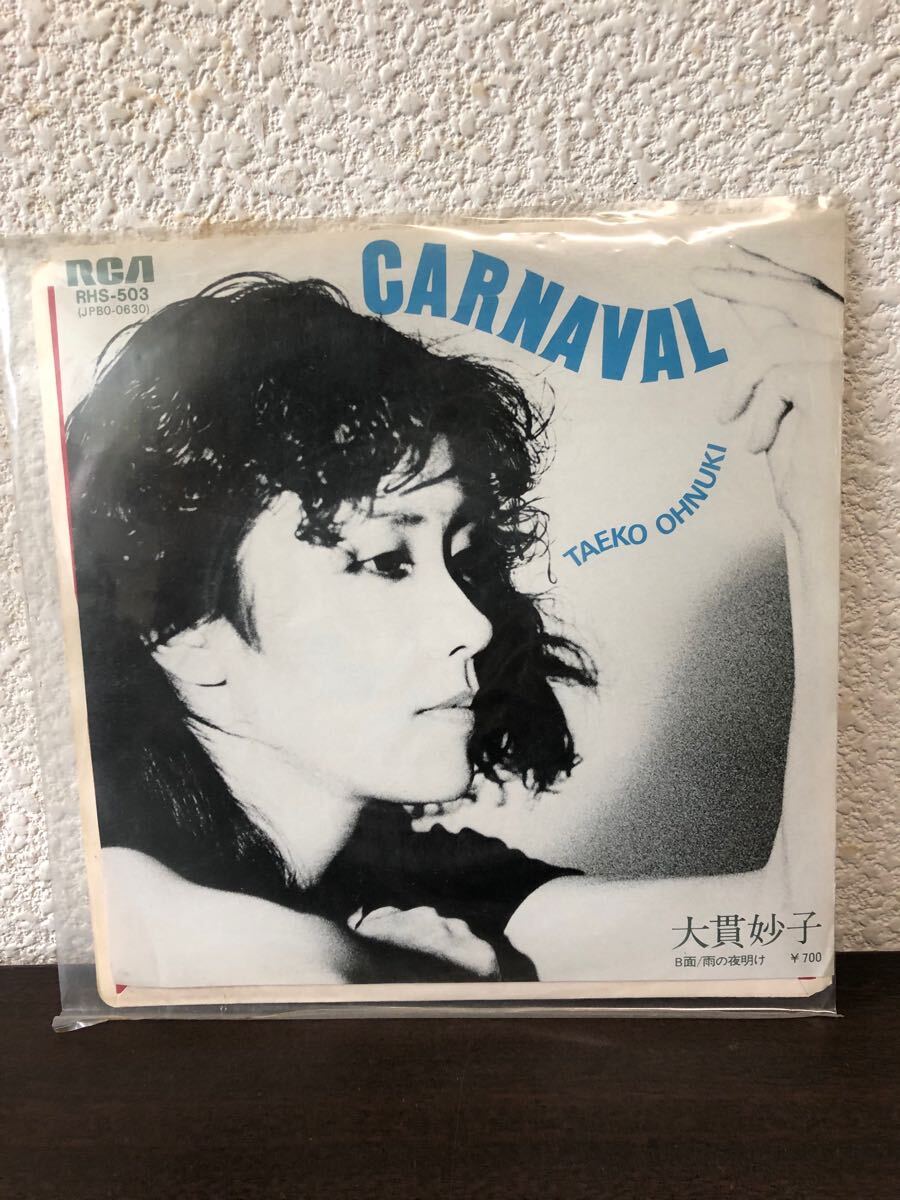 RCA
RHS-503
(JPB0-0630)
CARNAVAL
TAEKO OHNUKI
大貫妙子
B面/雨の夜明け ¥700